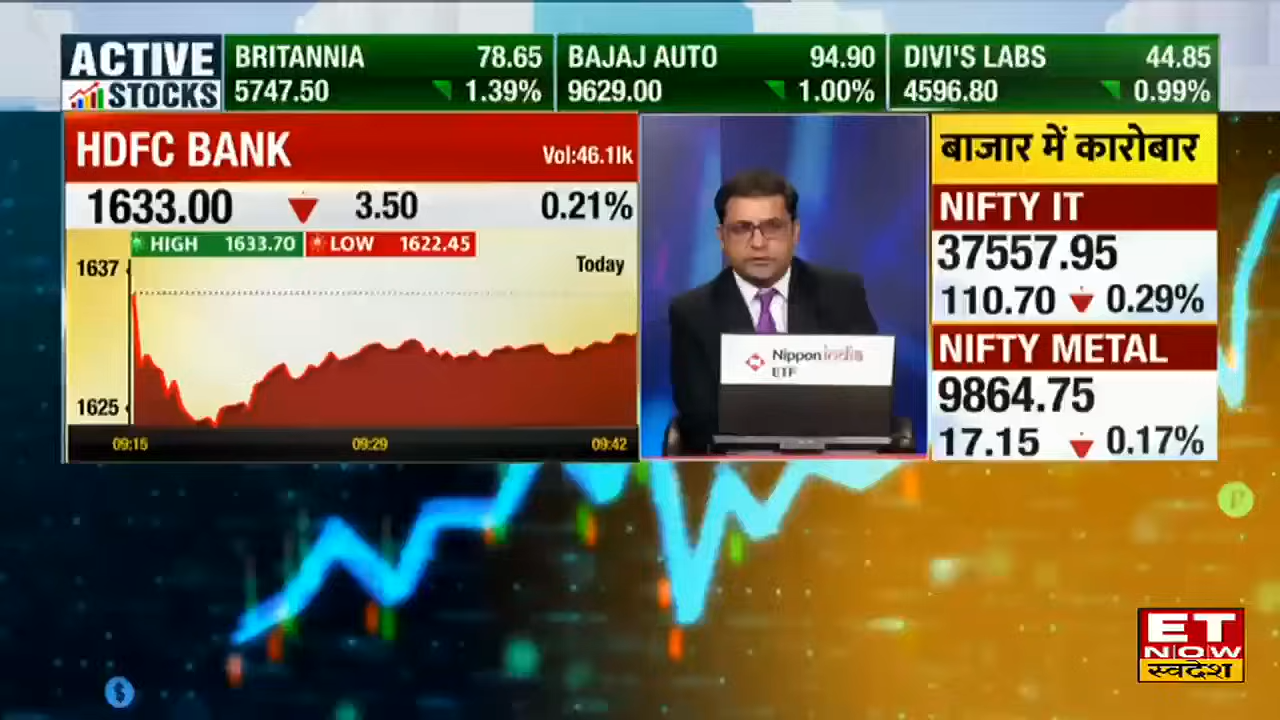 ACTIVE
STOCKS
BRITANNIA 78.65
5747.50 1.39%
BAJAJ AUTO 94.90
9629.00 1.00%
DIVI'S LABS 44.85
4596.80 0.99%
HDFC BANK Vol:46.1lk
1633.00 3.50 0.21%
HIGH 1633.70 LOW 1622.45
Today
1637
1625
09:15 09:29 09:42
Nippon india
ETF
बाजार में कारोबार
NIFTY IT
37557.95
110.70 0.29%
NIFTY METAL
9864.75
17.15 0.17%
ET
NOW
स्वदेश
$